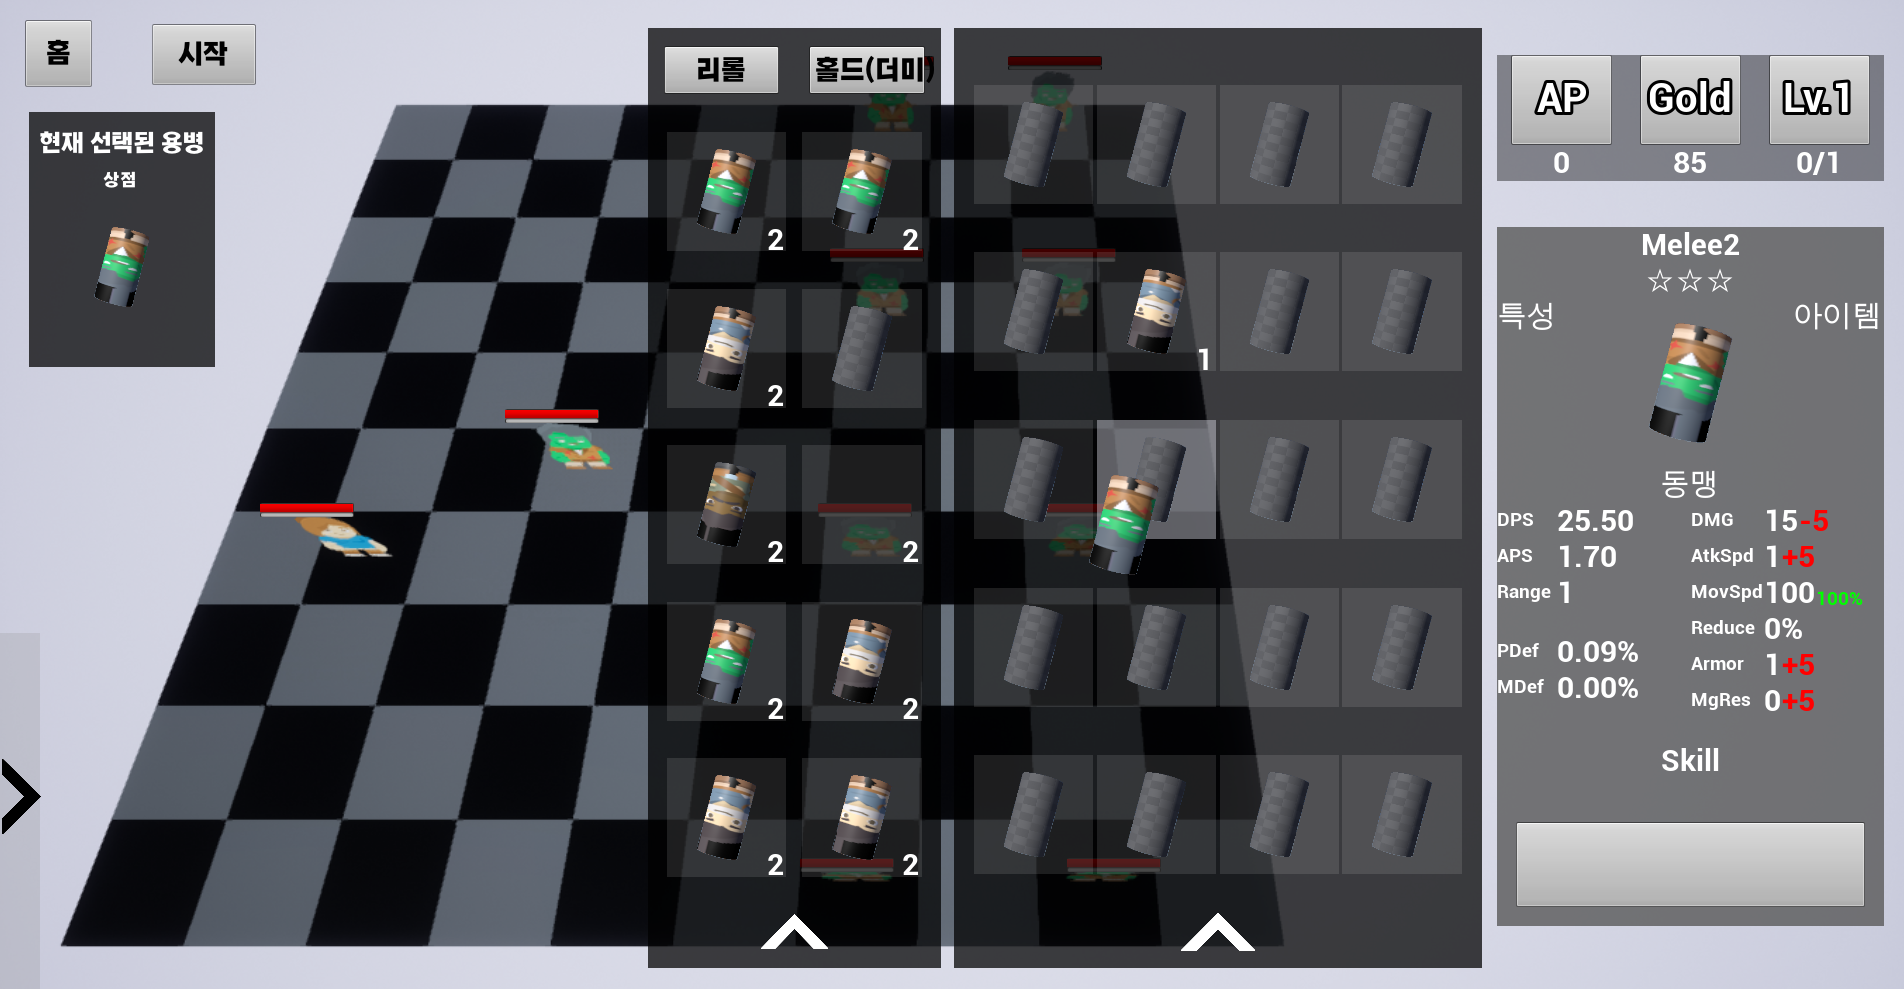 홈
시작
현재 선택된 용병
상점
리롤
홀드(더미)
2
2
2
2
2
2
2
2
2
1
AP
Gold
Lv.1
0
85
0/1
Melee2
☆☆☆
특성
아이템
동맹
DPS 25.50
DMG 15-5
APS 1.70
AtkSpd 1+5
Range 1
MovSpd 100 100%
Reduce 0%
PDef 0.09%
Armor 1+5
MDef 0.00%
MgRes 0+5
Skill